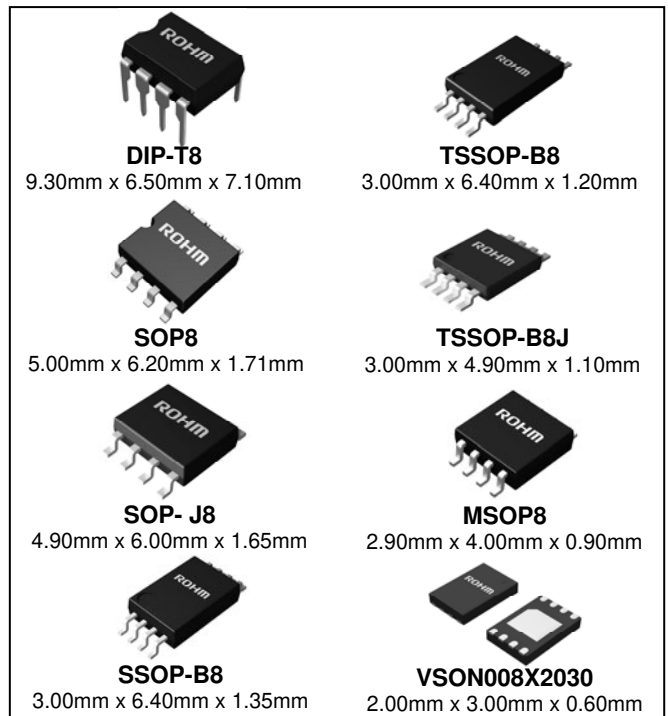 ROHM
DIP-T8
9.30mm x 6.50mm x 7.10mm
ROHM
TSSOP-B8
3.00mm x 6.40mm x 1.20mm
ROHM
SOP8
5.00mm x 6.20mm x 1.71mm
ROHM
TSSOP-B8J
3.00mm x 4.90mm x 1.10mm
ROHM
SOP- J8
4.90mm x 6.00mm x 1.65mm
ROHM
MSOP8
2.90mm x 4.00mm x 0.90mm
ROHM
SSOP-B8
3.00mm x 6.40mm x 1.35mm
ROHM
VSON008X2030
2.00mm x 3.00mm x 0.60mm